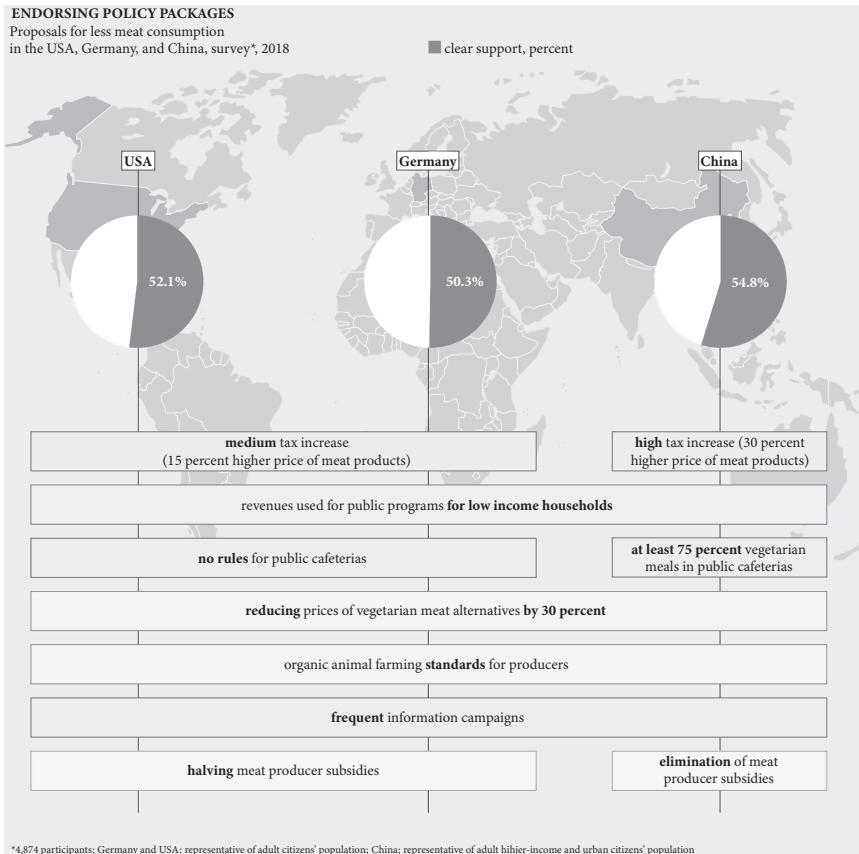 ENDORSING POLICY PACKAGES
Proposals for less meat consumption
in the USA, Germany, and China, survey*, 2018
clear support, percent
USA
Germany
China
52.1%
50.3%
54.8%
medium tax increase
(15 percent higher price of meat products)
high tax increase (30 percent
higher price of meat products)
revenues used for public programs for low income households
no rules for public cafeterias
at least 75 percent vegetarian
meals in public cafeterias
reducing prices of vegetarian meat alternatives by 30 percent
organic animal farming standards for producers
frequent information campaigns
halving meat producer subsidies
elimination of meat
producer subsidies
*4,874 participants; Germany and USA: representative of adult citizens' population; China; representative of adult hihjer-income and urban citizens' population